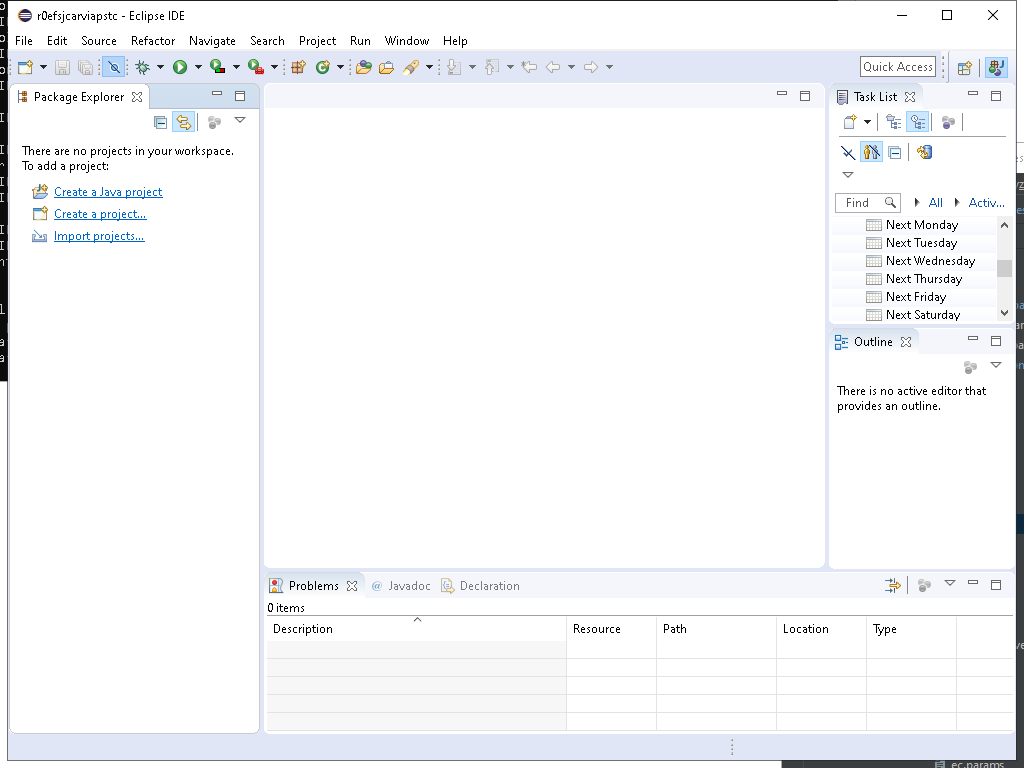 r0efsjcarviapstc - Eclipse IDE
File Edit Source Refactor Navigate Search Project Run Window Help
Quick Access
Package Explorer
There are no projects in your workspace.
To add a project:
Create a Java project
Create a project...
Import projects...
Task List
Find All Activ...
Next Monday
Next Tuesday
Next Wednesday
Next Thursday
Next Friday
Next Saturday
Outline
There is no active editor that
provides an outline.
Problems @ Javadoc Declaration
0 items
Description Resource Path Location Type
ec.params